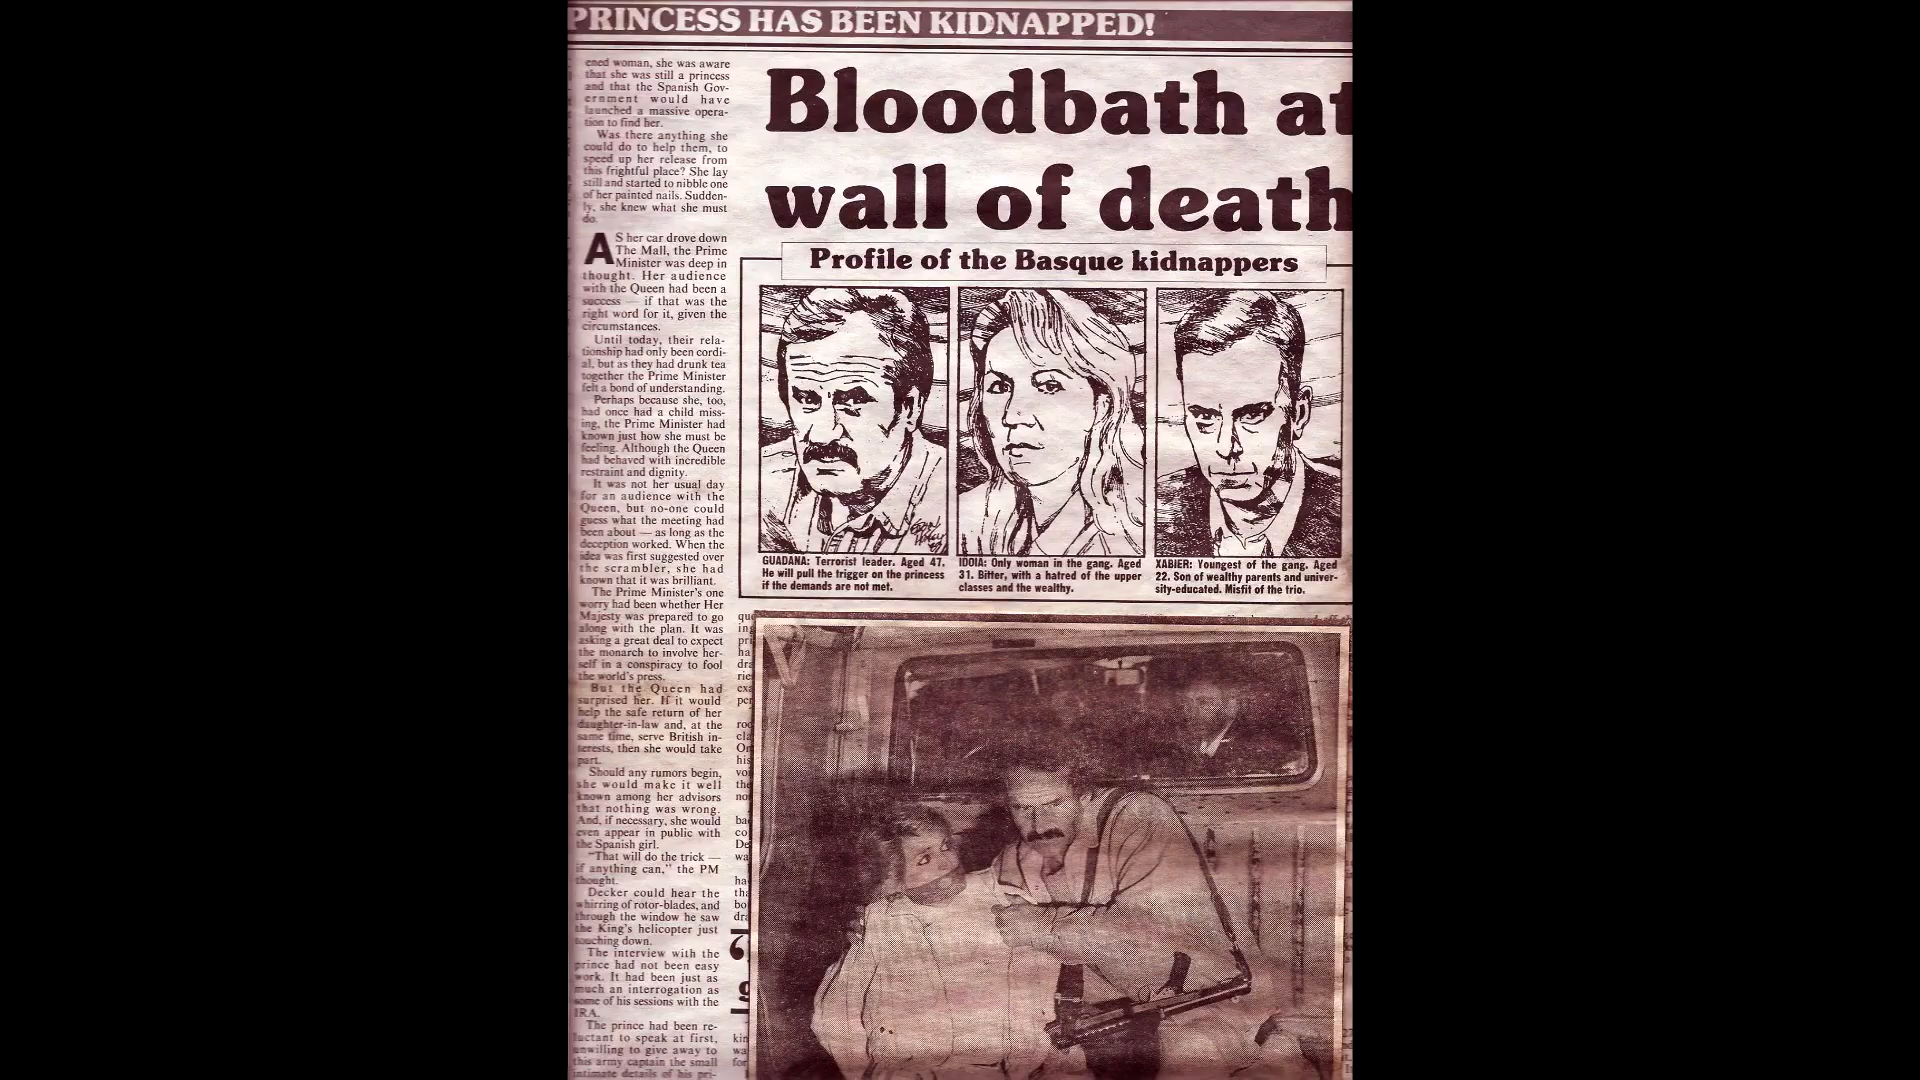 PRINCESS HAS BEEN KIDNAPPED!
ened woman, she was aware
that she was still a princess
and that the Spanish Gov-
ernment would have
launched a massive opera-
tion to find her.
Was there anything she
could do to help them, to
speed up her release from
this frightful place? She lay
still and started to nibble one
of her painted nails. Sudden-
ly, she knew what she must
do.
AS her car drove down
The Mall, the Prime
Minister was deep in
thought. Her audience
with the Queen had been a
success — if that was the
right word for it, given the
circumstances.
Until today, their rela-
tionship had only been cordi-
al, but as they had drunk tea
together the Prime Minister
felt a bond of understanding.
Perhaps because she, too,
had once had a child miss-
ing, the Prime Minister had
known just how she must be
feeling. Although the Queen
had behaved with incredible
restraint and dignity.
It was not her usual day
for an audience with the
Queen, but no-one could
guess what the meeting had
been about — as long as the
deception worked. When the
idea was first suggested over
the scrambler, she had
known that it was brilliant.
The Prime Minister's one
worry had been whether Her
Majesty was prepared to go
along with the plan. It was
asking a great deal to expect
the monarch to involve her-
self in a conspiracy to fool
the world's press.
But the Queen had
surprised her. If it would
help the safe return of her
daughter-in-law and, at the
same time, serve British in-
terests, then she would take
part.
Should any rumors begin,
she would make it well
known among her advisors
that nothing was wrong.
And, if necessary, she would
even appear in public with
the Spanish girl.
"That will do the trick —
if anything can," the PM
thought.
Decker could hear the
whirring of rotor-blades, and
through the window he saw
the King's helicopter just
touching down.
The interview with the
prince had not been easy
work. It had been just as
much an interrogation as
some of his sessions with the
IRA.
The prince had been re-
luctant to speak at first,
unwilling to give away to
this army captain the small
intimate details of his pri-
Bloodbath at
wall of death
Profile of the Basque kidnappers
GUADANA: Terrorist leader. Aged 47.
He will pull the trigger on the princess
if the demands are not met.
IDOIA: Only woman in the gang. Aged
31. Bitter, with a hatred of the upper
classes and the wealthy.
XABIER: Youngest of the gang. Aged
22. Son of wealthy parents and univer-
sity-educated. Misfit of the trio.